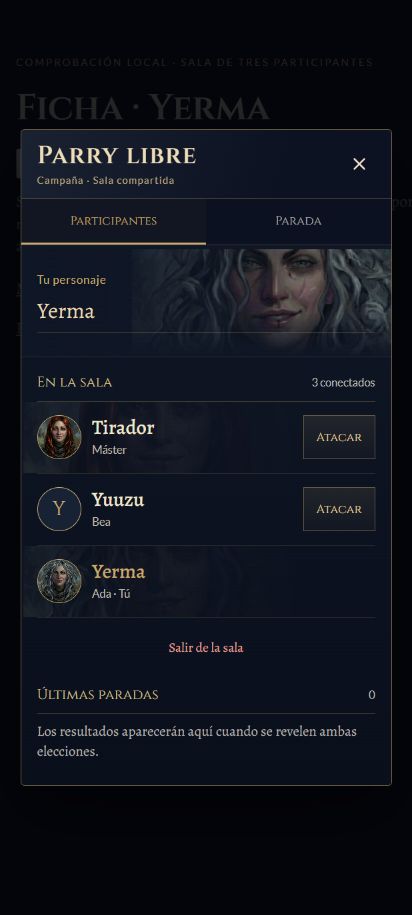 COMPROBACIÓN LOCAL · SALA DE TRES PARTICIPANTES
FICHA · YERMA
PARRY LIBRE
Campaña · Sala compartida
PARTICIPANTES
PARADA
Tu personaje
Yerma
EN LA SALA
3 conectados
Tirador
Máster
ATACAR
Y
Yuuzu
Bea
ATACAR
Yerma
Ada · Tú
Salir de la sala
ÚLTIMAS PARADAS
0
Los resultados aparecerán aquí cuando se revelen ambas
elecciones.